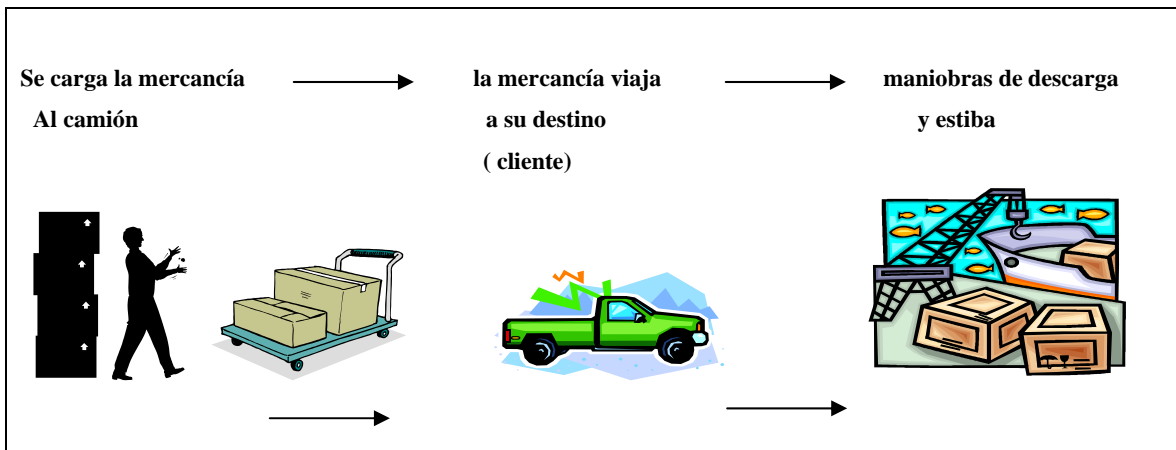 Se carga la mercancía
Al camión
la mercancía viaja
a su destino
( cliente)
maniobras de descarga
y estiba